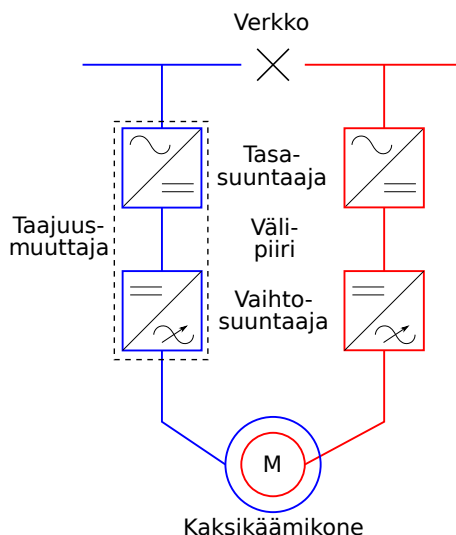 Verkko
Tasa-
suuntaaja
Taajuus-
muuttaja
Väli-
piiri
Vaihto-
suuntaaja
M
Kaksikäämikone